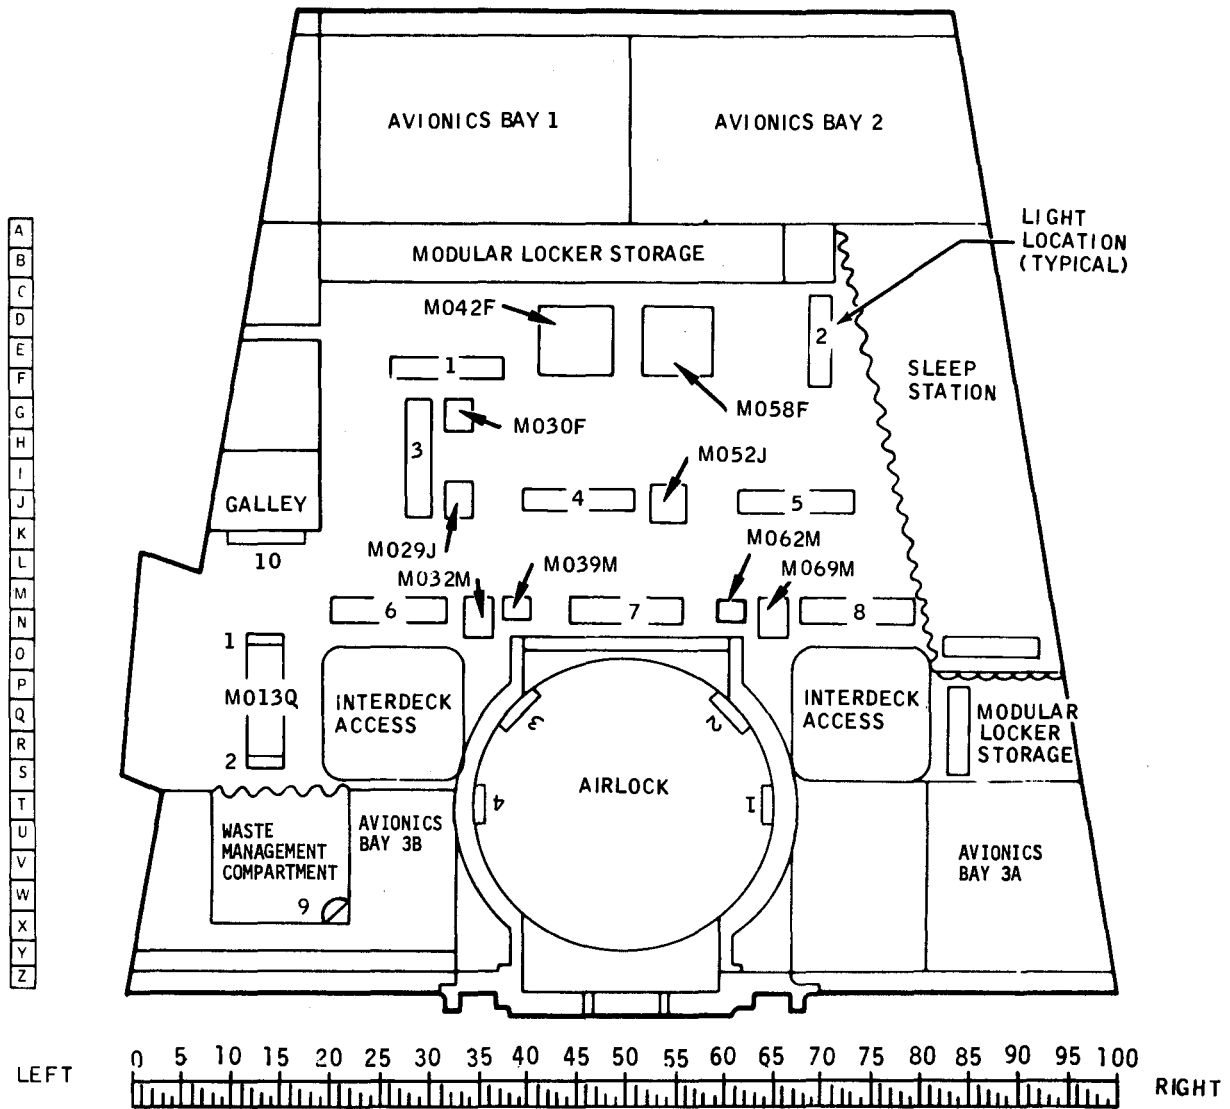 AVIONICS BAY 1
AVIONICS BAY 2
A
B
C
D
E
F
G
H
I
J
K
L
M
N
O
P
Q
R
S
T
U
V
W
X
Y
Z
LIGHT
LOCATION
(TYPICAL)
MODULAR LOCKER STORAGE
M042F
2
1
SLEEP
STATION
M058F
M030F
3
M052J
GALLEY
4
5
10
M029J
M062M
M032M
M039M
M069M
6
7
8
1
M013Q
2
INTERDECK
ACCESS
3
2
INTERDECK
ACCESS
MODULAR
LOCKER
STORAGE
AIRLOCK
4
1
WASTE
MANAGEMENT
COMPARTMENT
AVIONICS
BAY 3B
AVIONICS
BAY 3A
9
LEFT
0 5 10 15 20 25 30 35 40 45 50 55 60 65 70 75 80 85 90 95 100
RIGHT